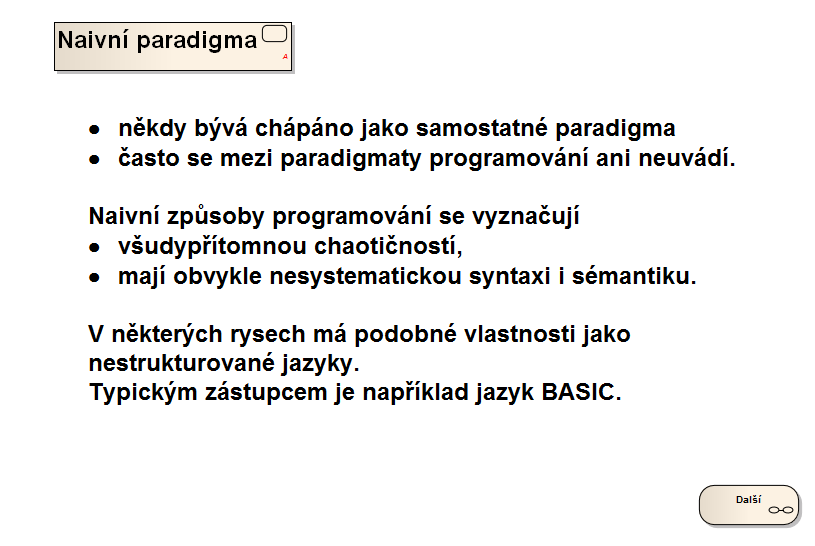 Naivní paradigma
A
● někdy bývá chápáno jako samostatné paradigma
● často se mezi paradigmaty programování ani neuvádí.
Naivní způsoby programování se vyznačují
● všudypřítomnou chaotičností,
● mají obvykle nesystematickou syntaxi i sémantiku.
V některých rysech má podobné vlastnosti jako
nestrukturované jazyky.
Typickým zástupcem je například jazyk BASIC.
Další